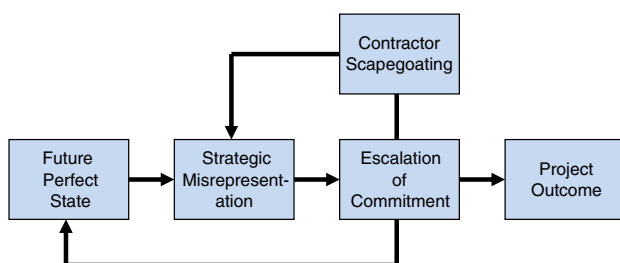 Contractor
Scapegoating
Future
Perfect
State
Strategic
Misrepresent-
ation
Escalation
of
Commitment
Project
Outcome